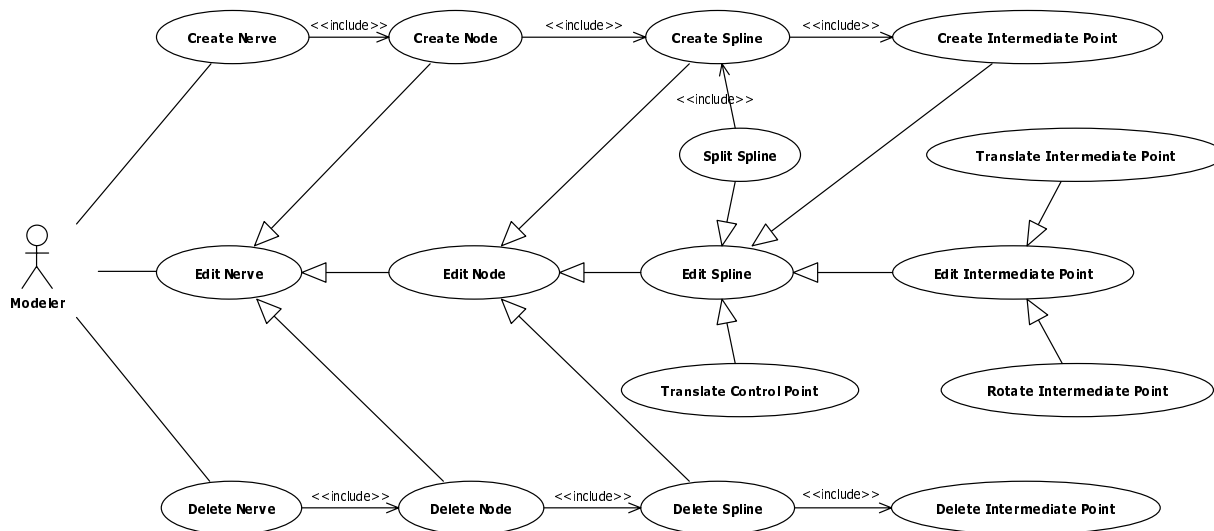 <<include>>
<<include>>
<<include>>
Create Nerve
Create Node
Create Spline
Create Intermediate Point
<<include>>
Split Spline
Translate Intermediate Point
Modeler
Edit Nerve
Edit Node
Edit Spline
Edit Intermediate Point
Translate Control Point
Rotate Intermediate Point
<<include>>
<<include>>
<<include>>
Delete Nerve
Delete Node
Delete Spline
Delete Intermediate Point